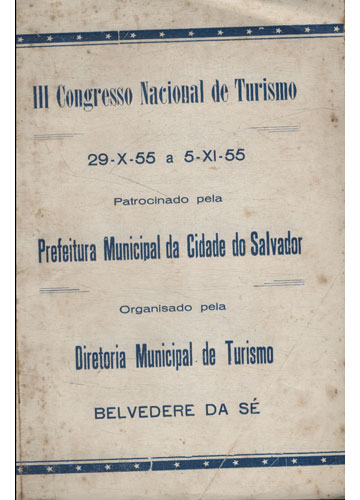 III Congresso Nacional de Turismo
29-X-55 a 5-XI-55
Patrocinado pela
Prefeitura Municipal da Cidade do Salvador
Organisado pela
Diretoria Municipal de Turismo
BELVEDERE DA SÉ